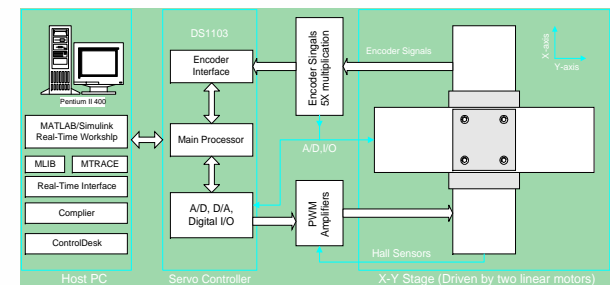 Pentium II 400
MATLAB/Simulink
Real-Time Workshlp
MLIB
MTRACE
Real-Time Interface
Complier
ControlDesk
Host PC
DS1103
Encoder
Interface
Main Processor
A/D, D/A,
Digital I/O
Servo Controller
Encoder Singals
5X multiplication
A/D,I/O
PWM
Amplifiers
Encoder Signals
Hall Sensors
X-axis
Y-axis
X-Y Stage (Driven by two linear motors)